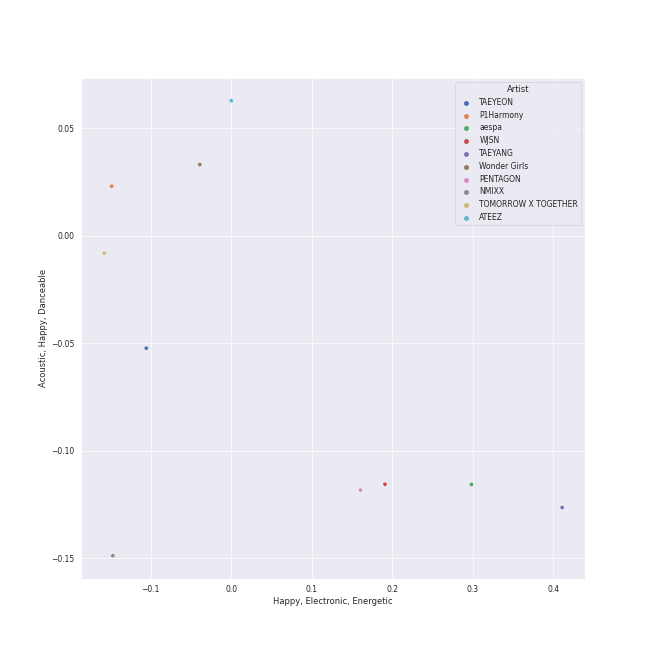 Artist
TAEYEON
P1Harmony
aespa
WJSN
TAEYANG
Wonder Girls
PENTAGON
NMIXX
TOMORROW X TOGETHER
ATEEZ
0.05
0.00
−0.05
−0.10
−0.15
Acoustic, Happy, Danceable
−0.1 0.0 0.1 0.2 0.3 0.4
Happy, Electronic, Energetic